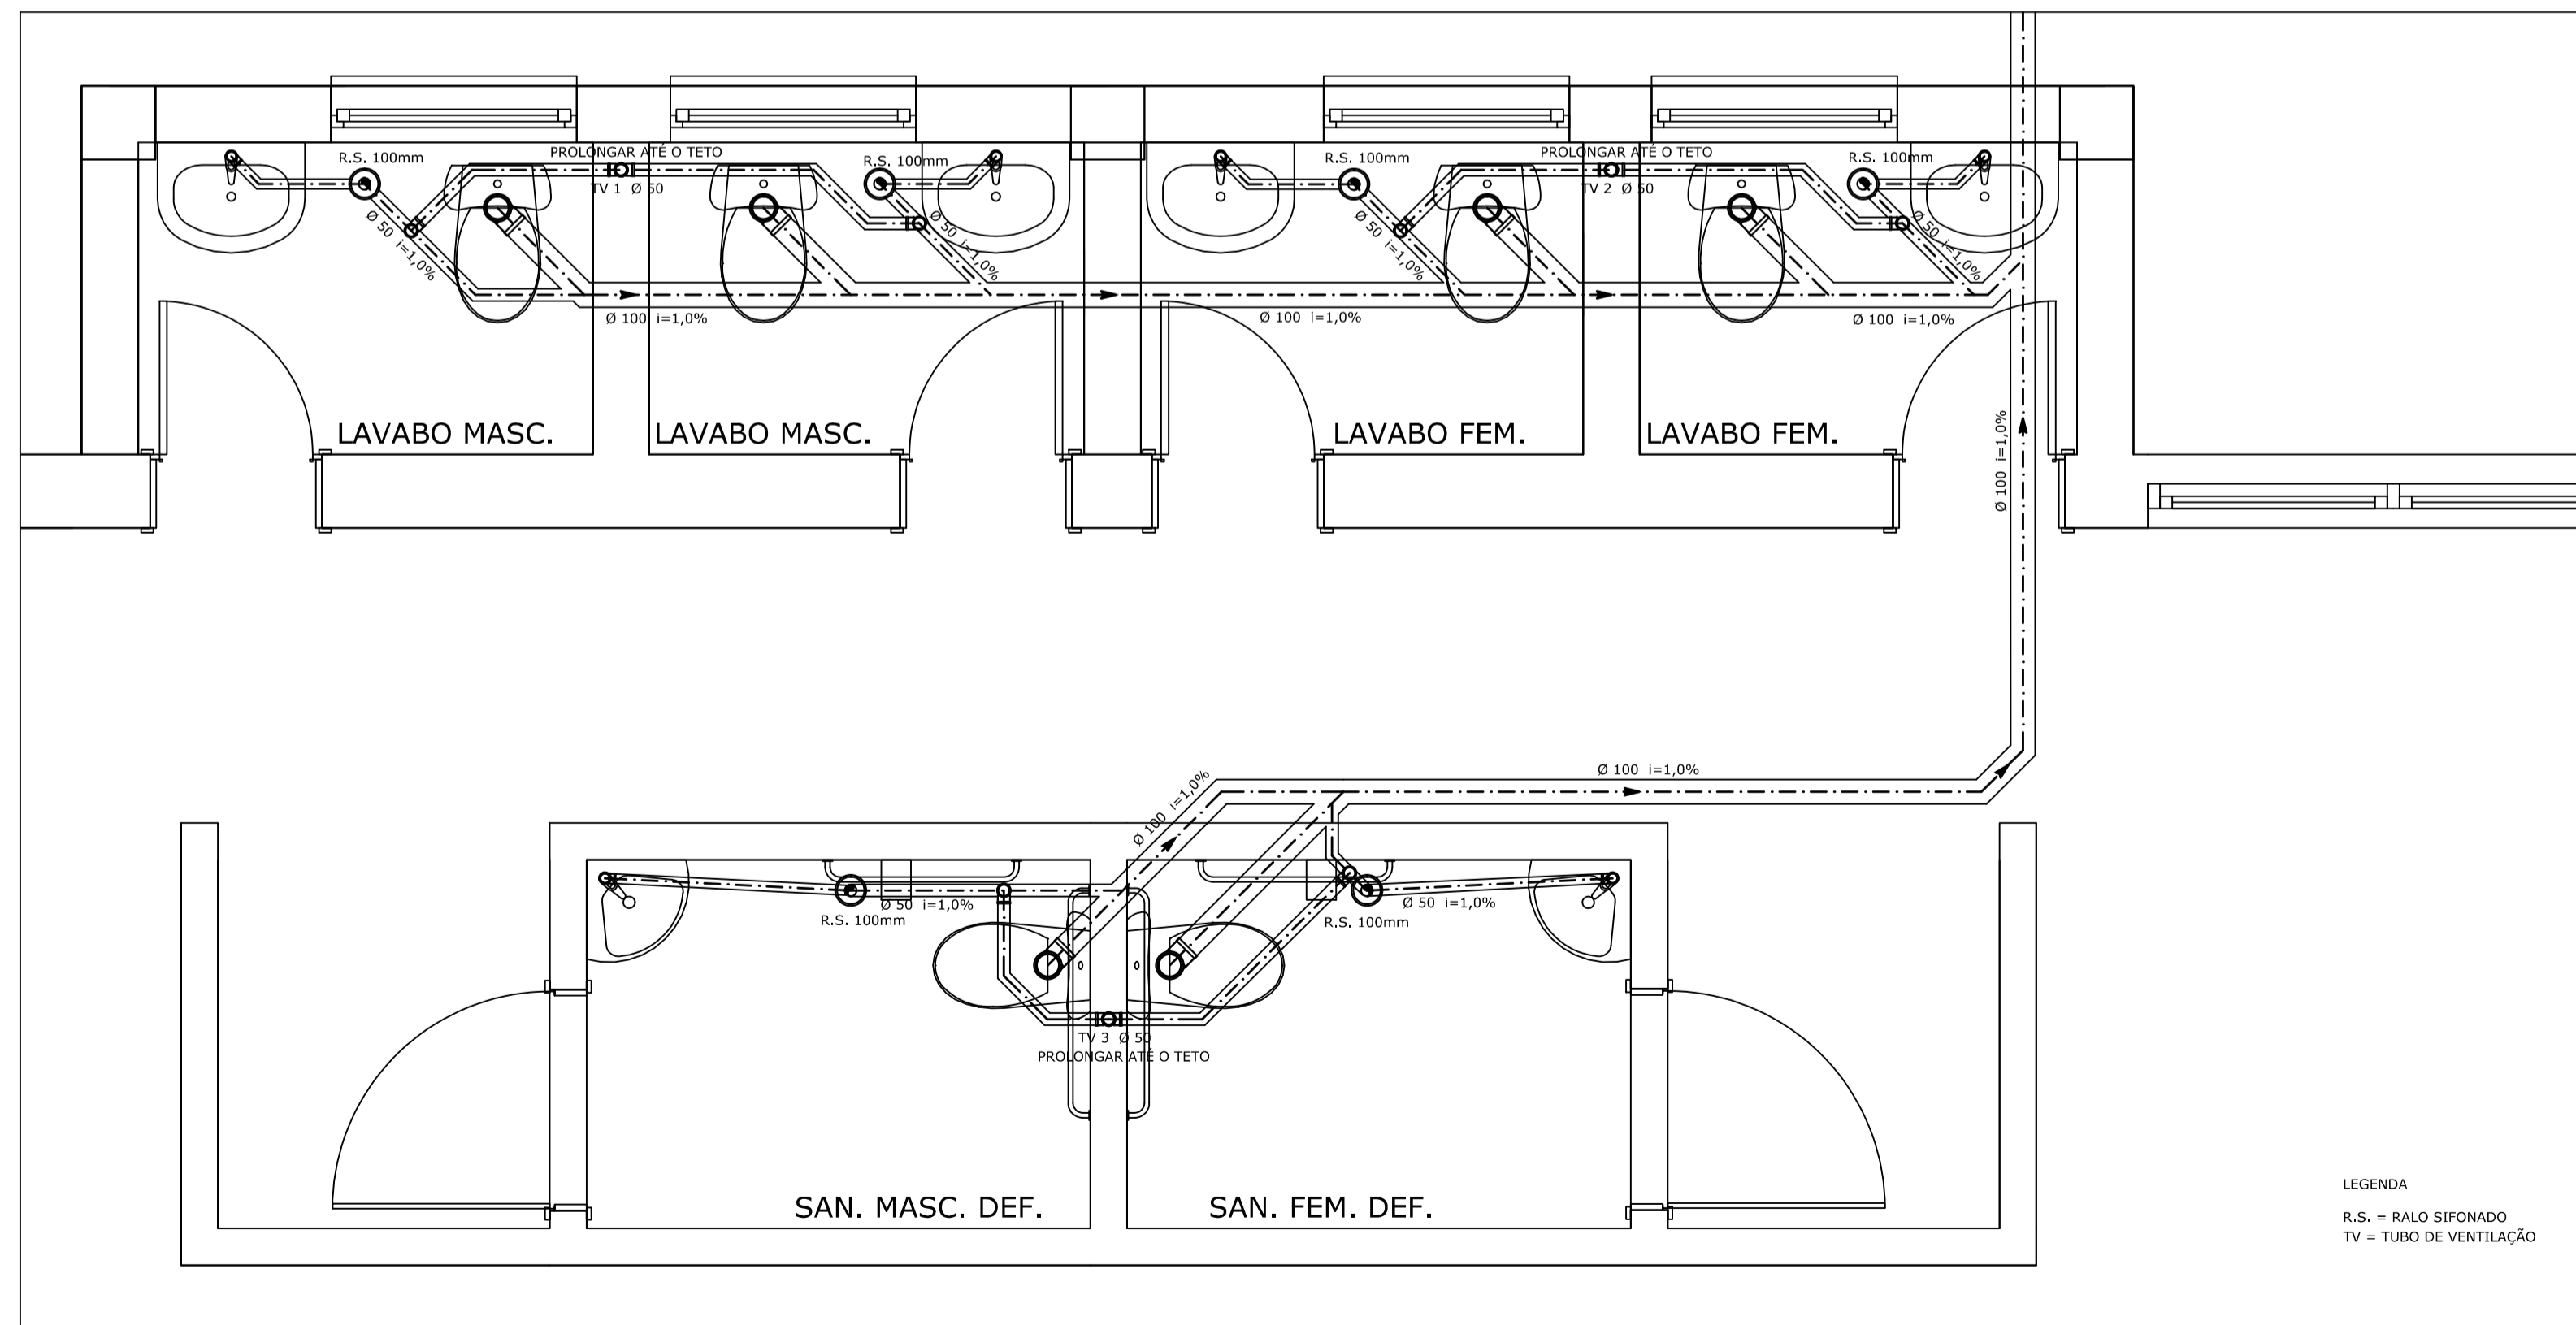 R.S. 100mm
PROLONGAR ATÉ O TETO
TV 1 Ø 50
R.S. 100mm
R.S. 100mm
PROLONGAR ATÉ O TETO
TV 2 Ø 50
R.S. 100mm
Ø 50 i=1,0%
Ø 50 i=1,0%
Ø 50 i=1,0%
Ø 50 i=1,0%
Ø 100 i=1,0%
Ø 100 i=1,0%
Ø 100 i=1,0%
LAVABO MASC.
LAVABO MASC.
LAVABO FEM.
LAVABO FEM.
Ø 100 i=1,0%
Ø 100 i=1,0%
Ø 100 i=1,0%
Ø 50 i=1,0%
R.S. 100mm
Ø 50 i=1,0%
R.S. 100mm
TV 3 Ø 50
PROLONGAR ATÉ O TETO
SAN. MASC. DEF.
SAN. FEM. DEF.
LEGENDA
R.S. = RALO SIFONADO
TV = TUBO DE VENTILAÇÃO